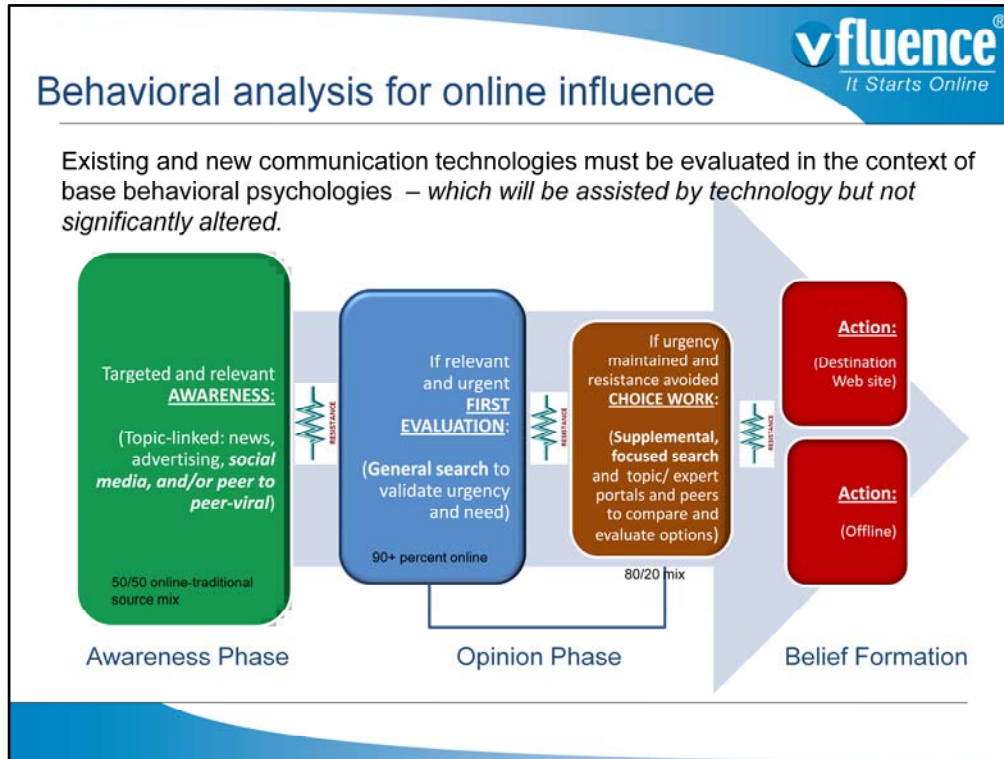 vfluence®
It Starts Online
Behavioral analysis for online influence
Existing and new communication technologies must be evaluated in the context of
base behavioral psychologies – which will be assisted by technology but not
significantly altered.
Targeted and relevant
AWARENESS:
(Topic-linked: news,
advertising, social
media, and/or peer to
peer-viral)
50/50 online-traditional
source mix
RESISTANCE
If relevant
and urgent
FIRST
EVALUATION:
(General search to
validate urgency
and need)
90+ percent online
RESISTANCE
If urgency
maintained and
resistance avoided
CHOICE WORK:
(Supplemental,
focused search
and topic/ expert
portals and peers
to compare and
evaluate options)
80/20 mix
RESISTANCE
Action:
(Destination
Web site)
Action:
(Offline)
Awareness Phase
Opinion Phase
Belief Formation